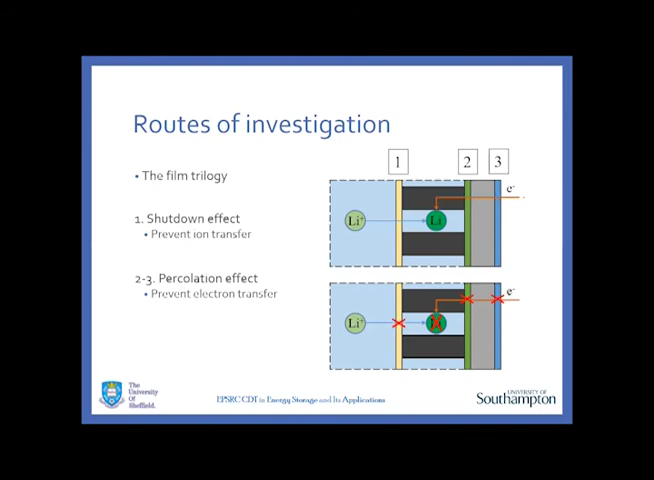 Routes of investigation
• The film trilogy
1. Shutdown effect
• Prevent ion transfer
2-3. Percolation effect
• Prevent electron transfer
1 2 3
e-
Li+ Li
e-
Li+
The
University
Of
Sheffield.
EPSRC CDT in Energy Storage and Its Applications
UNIVERSITY OF
Southampton